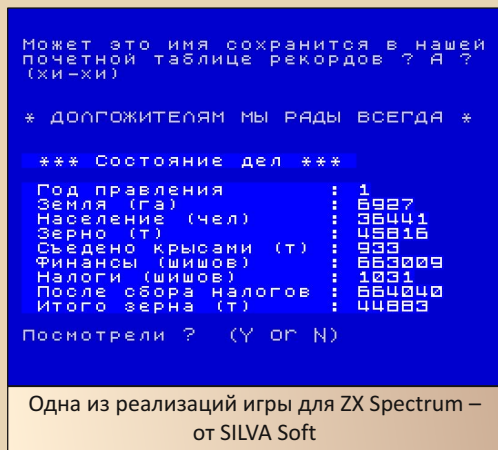 Может это имя сохранится в нашей
почетной таблице рекордов ? А ?
(хи-хи)
* ДОЛГОЖИТЕЛЯМ МЫ РАДЫ ВСЕГДА *
*** Состояние дел ***
Год правления : 1
Земля (га) : 6927
Население (чел) : 36441
Зерно (т) : 45816
Съедено крысами (т) : 933
Финансы (шишов) : 663009
Налоги (шишов) : 1031
После сбора налогов : 664040
Итого зерна (т) : 44883
Посмотрели ? (Y or N)
Одна из реализаций игры для ZX Spectrum –
от SILVA Soft